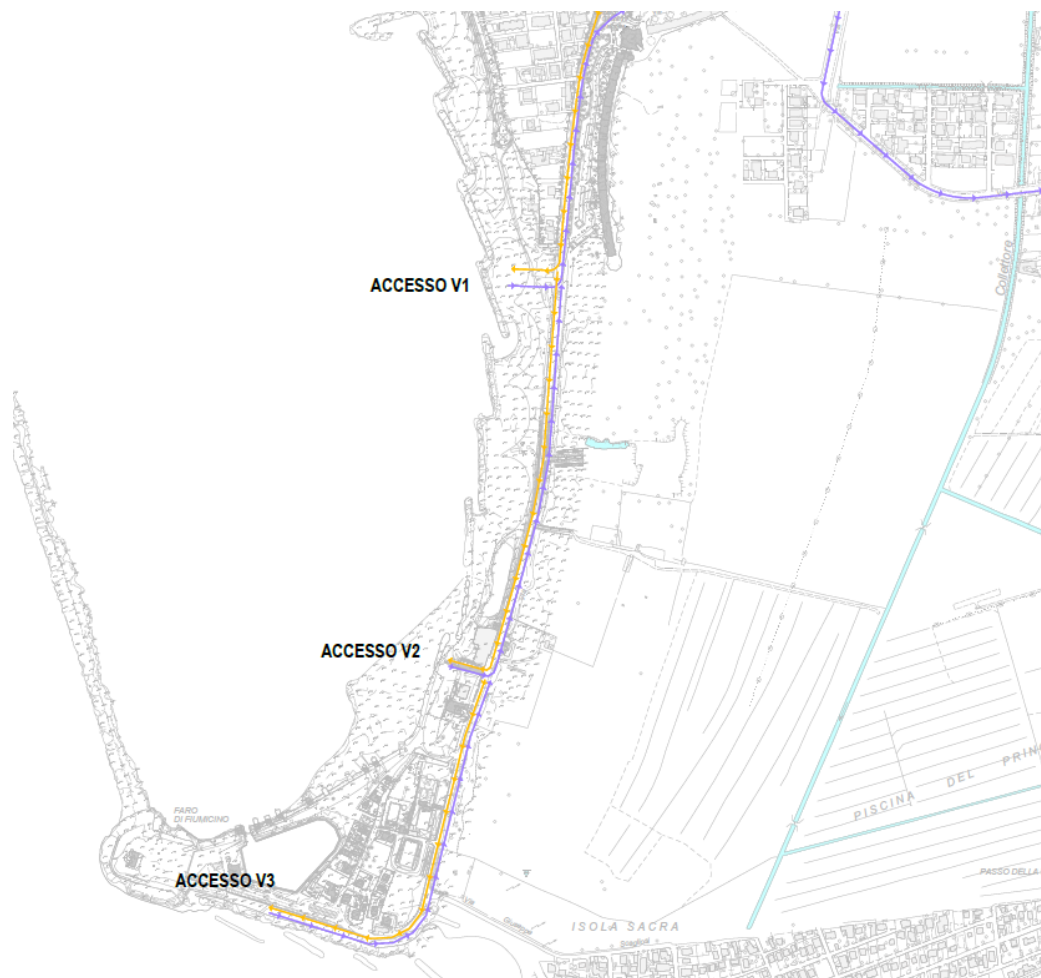 ACCESSO V1
Collettore
ACCESSO V2
PISCINA DEL PRIN
FARO
DI FIUMICINO
ACCESSO V3
PASSO DELLA
ISOLA SACRA